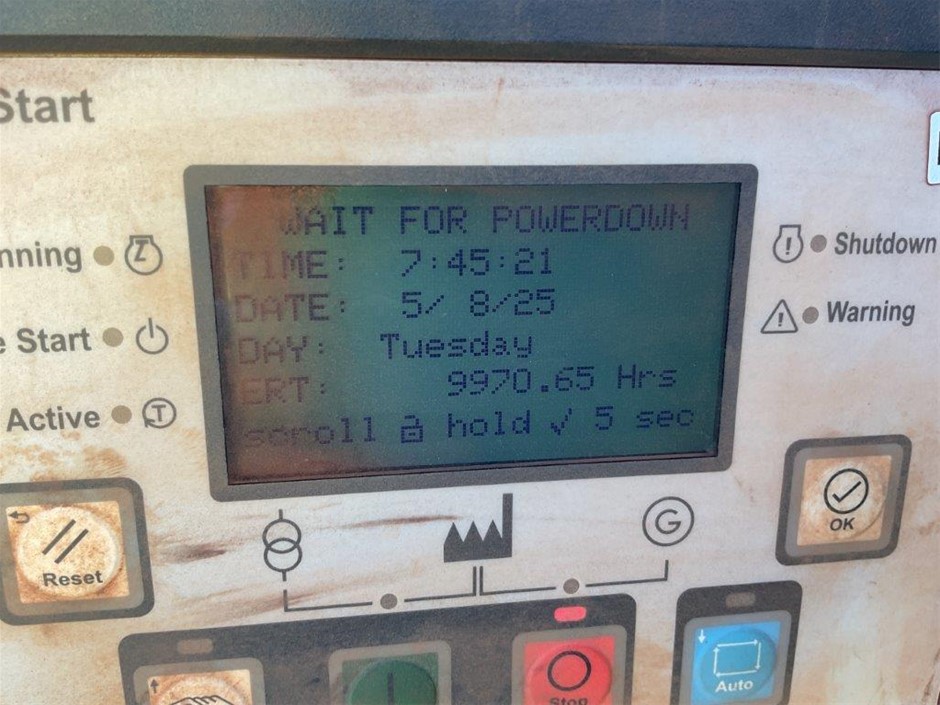 Start
WAIT FOR POWERDOWN
TIME: 7:45:21
DATE: 5/ 8/25
DAY: Tuesday
ERT: 9970.65 Hrs
scroll hold ✓ 5 sec
nning
e Start
Active
Shutdown
Warning
Reset
G
OK
Stop
Auto